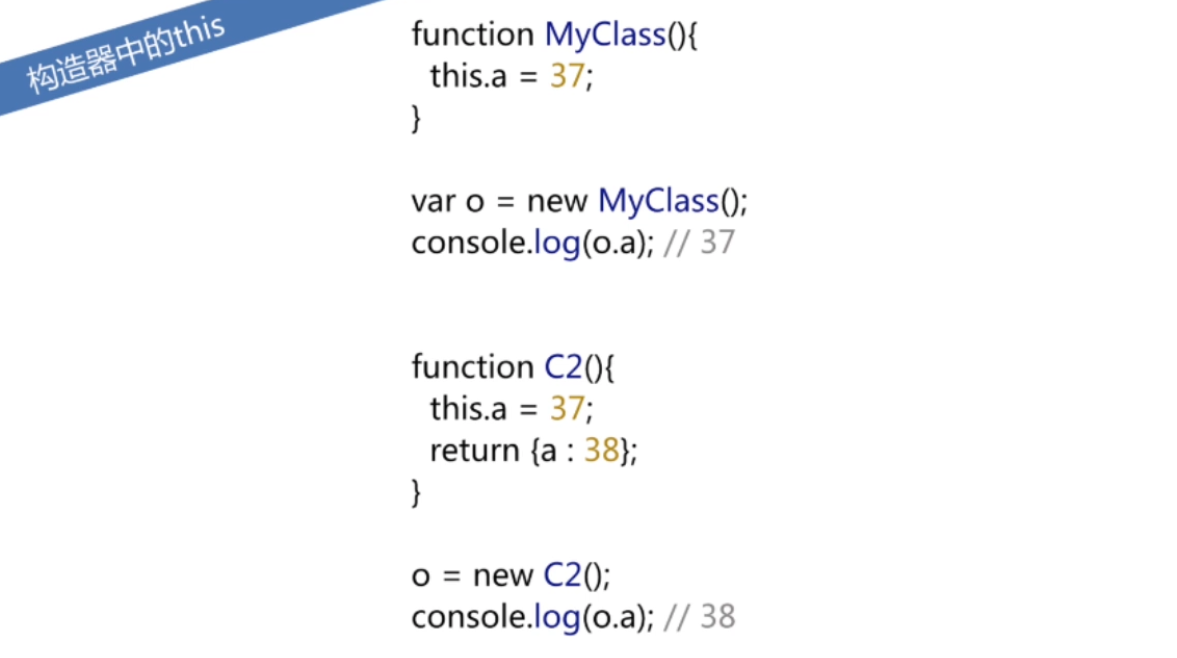 构造器中的this
function MyClass(){
  this.a = 37;
}
var o = new MyClass();
console.log(o.a); // 37
function C2(){
  this.a = 37;
  return {a : 38};
}
o = new C2();
console.log(o.a); // 38